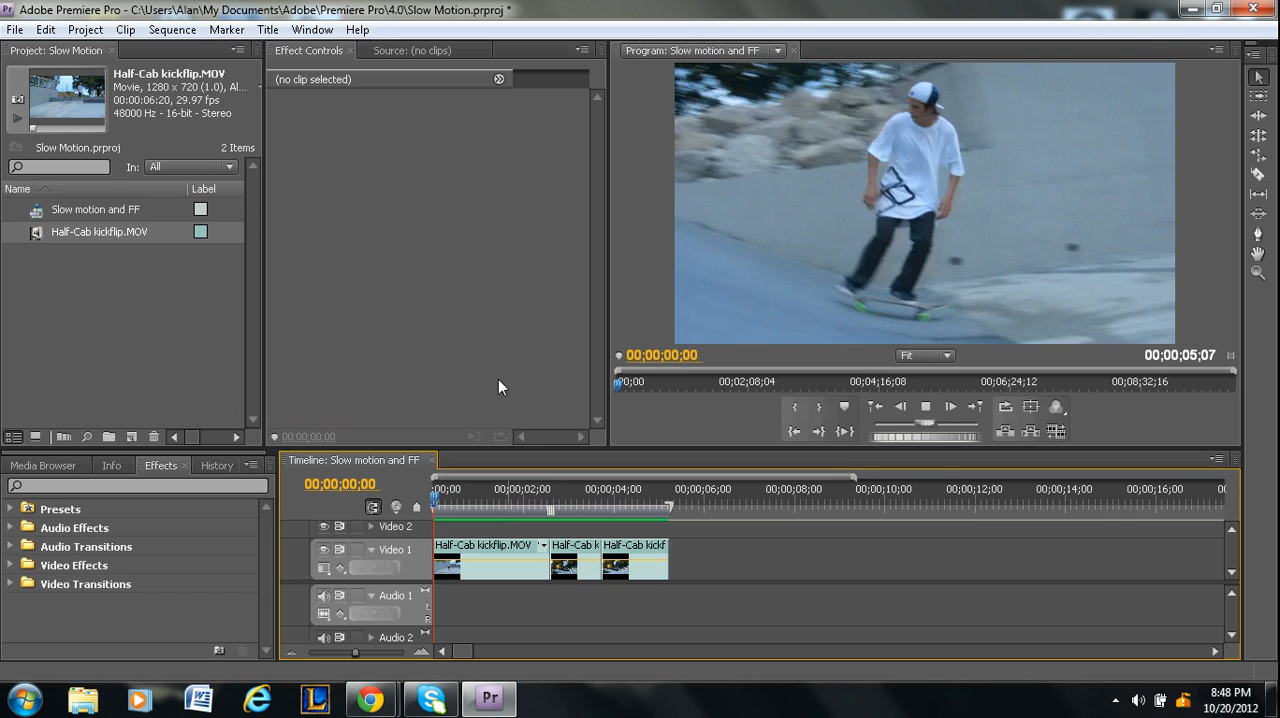 Adobe Premiere Pro - C:\Users\Alan\My Documents\Adobe\Premiere Pro\4.0\Slow Motion.prproj *
File Edit Project Clip Sequence Marker Title Window Help
Project: Slow Motion
Half-Cab kickflip.MOV
Movie, 1280 x 720 (1.0), Al...
00:00:06:20, 29.97 fps
48000 Hz - 16-bit - Stereo
Slow Motion.prproj 2 Items
In: All
Name Label
Slow motion and FF
Half-Cab kickflip.MOV
Effect Controls Source: (no clips)
(no clip selected)
00;00;00;00
Program: Slow motion and FF
00;00;00;00 Fit 00;00;05;07
00;00 00;02;08;04 00;04;16;08 00;06;24;12 00;08;32;16
Media Browser Info Effects History
Presets
Audio Effects
Audio Transitions
Video Effects
Video Transitions
Timeline: Slow motion and FF
00;00;00;00
00;00 00;00;02;00 00;00;04;00 00;00;06;00 00;00;08;00 00;00;10;00 00;00;12;00 00;00;14;00 00;00;16;00 00
Video 2
Video 1
Half-Cab kickflip.MOV Half-Cab k Half-Cab kickf
Audio 1
L
R
Audio 2
W L S Pr
8:48 PM
10/20/2012